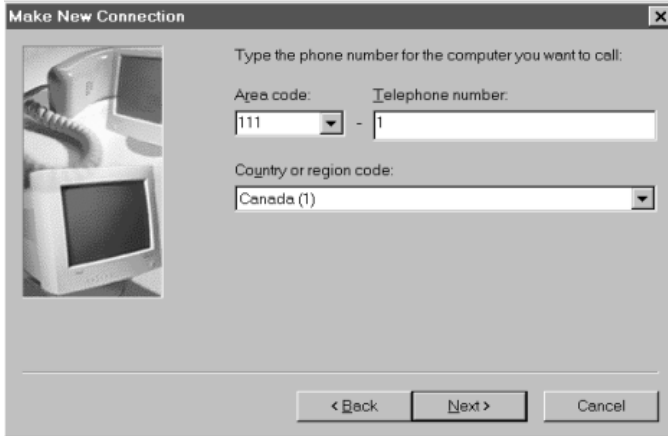 Make New Connection
Type the phone number for the computer you want to call:
Area code: Telephone number:
111 - 1
Country or region code:
Canada (1)
< Back Next > Cancel